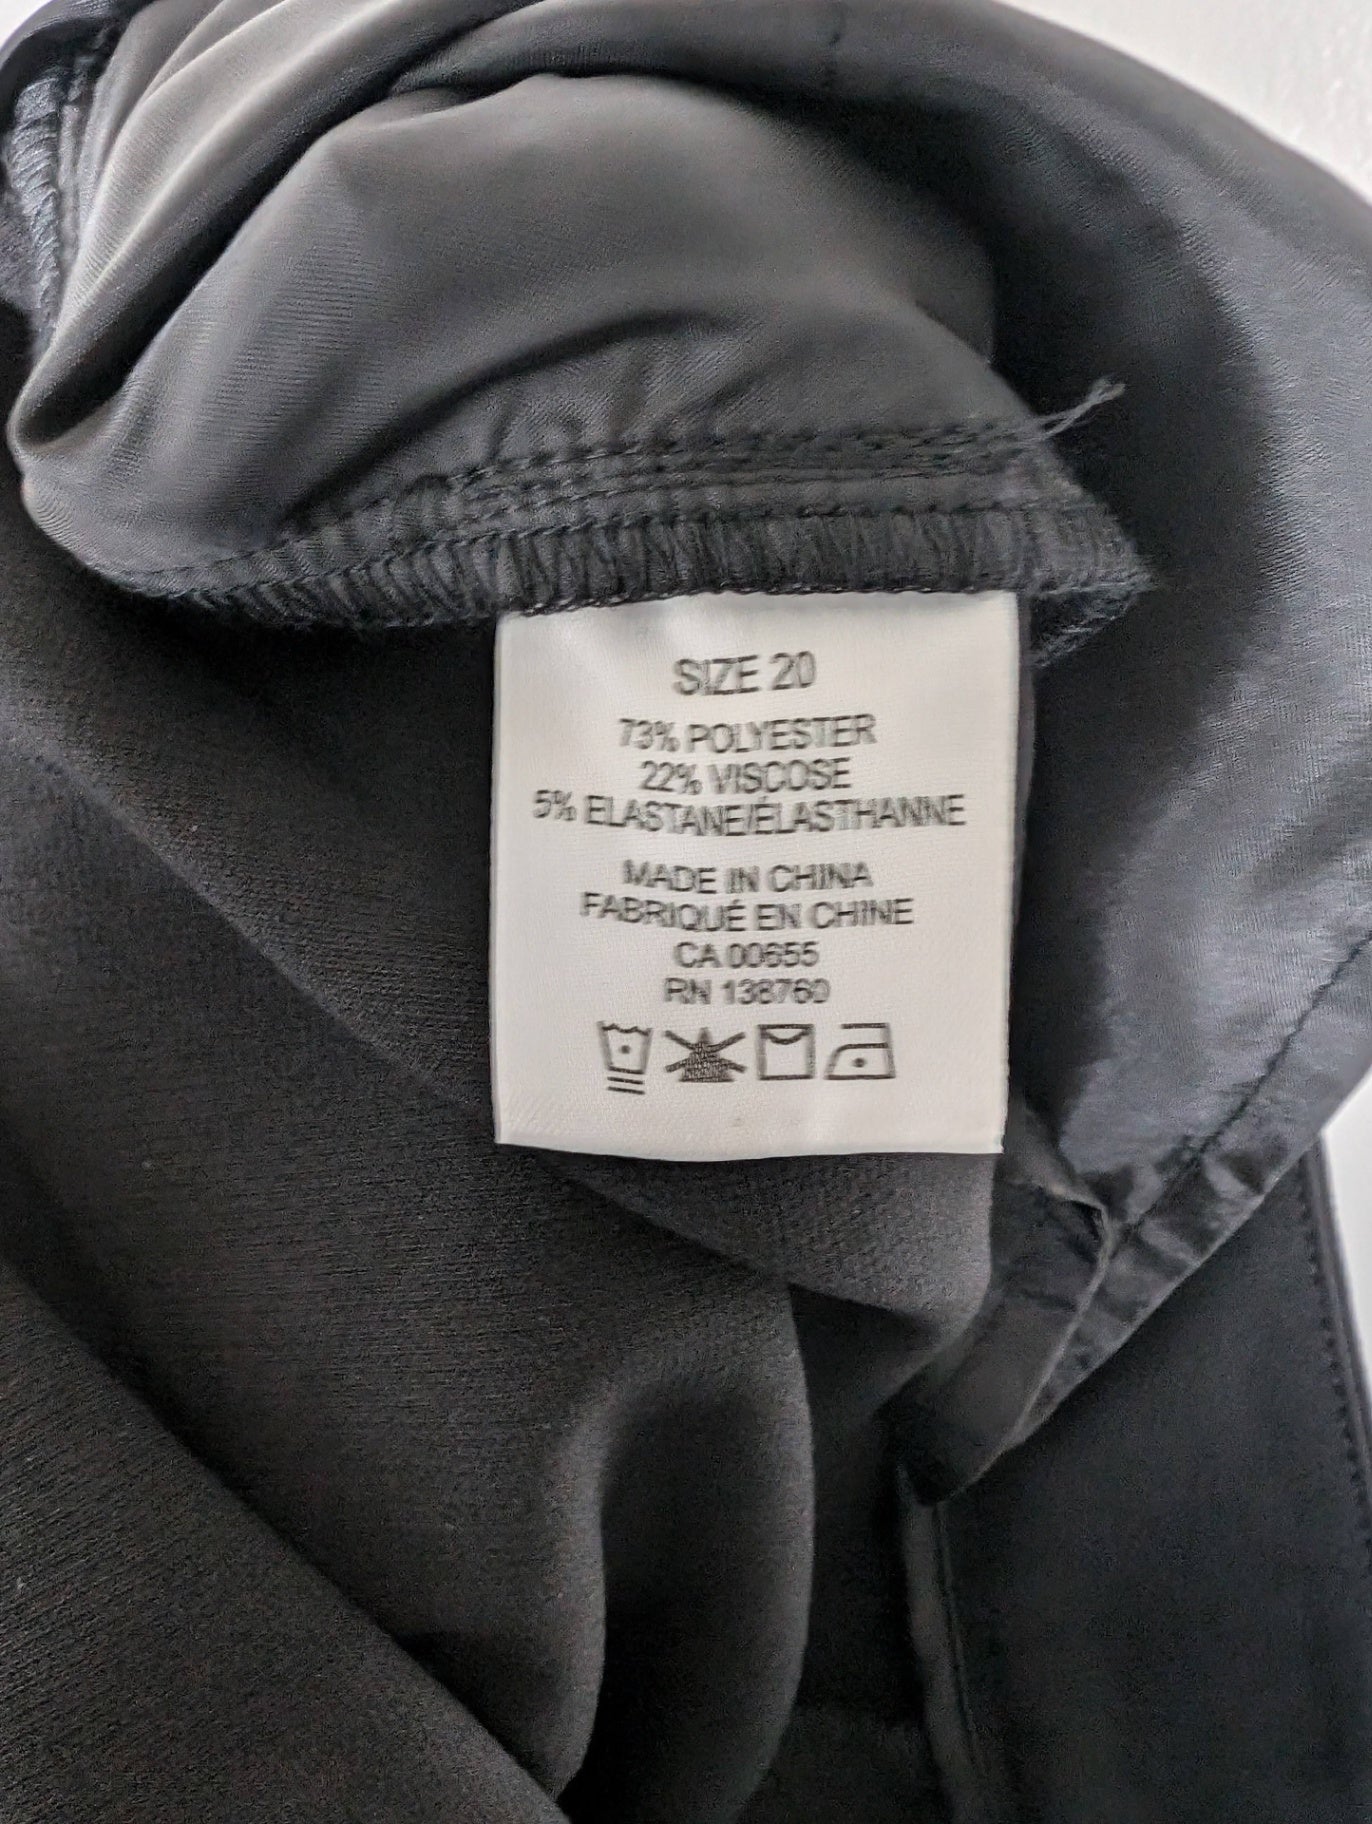 SIZE 20
73% POLYESTER
22% VISCOSE
5% ELASTANE/ÉLASTHANNE
MADE IN CHINA
FABRIQUÉ EN CHINE
CA 00655
RN 138760